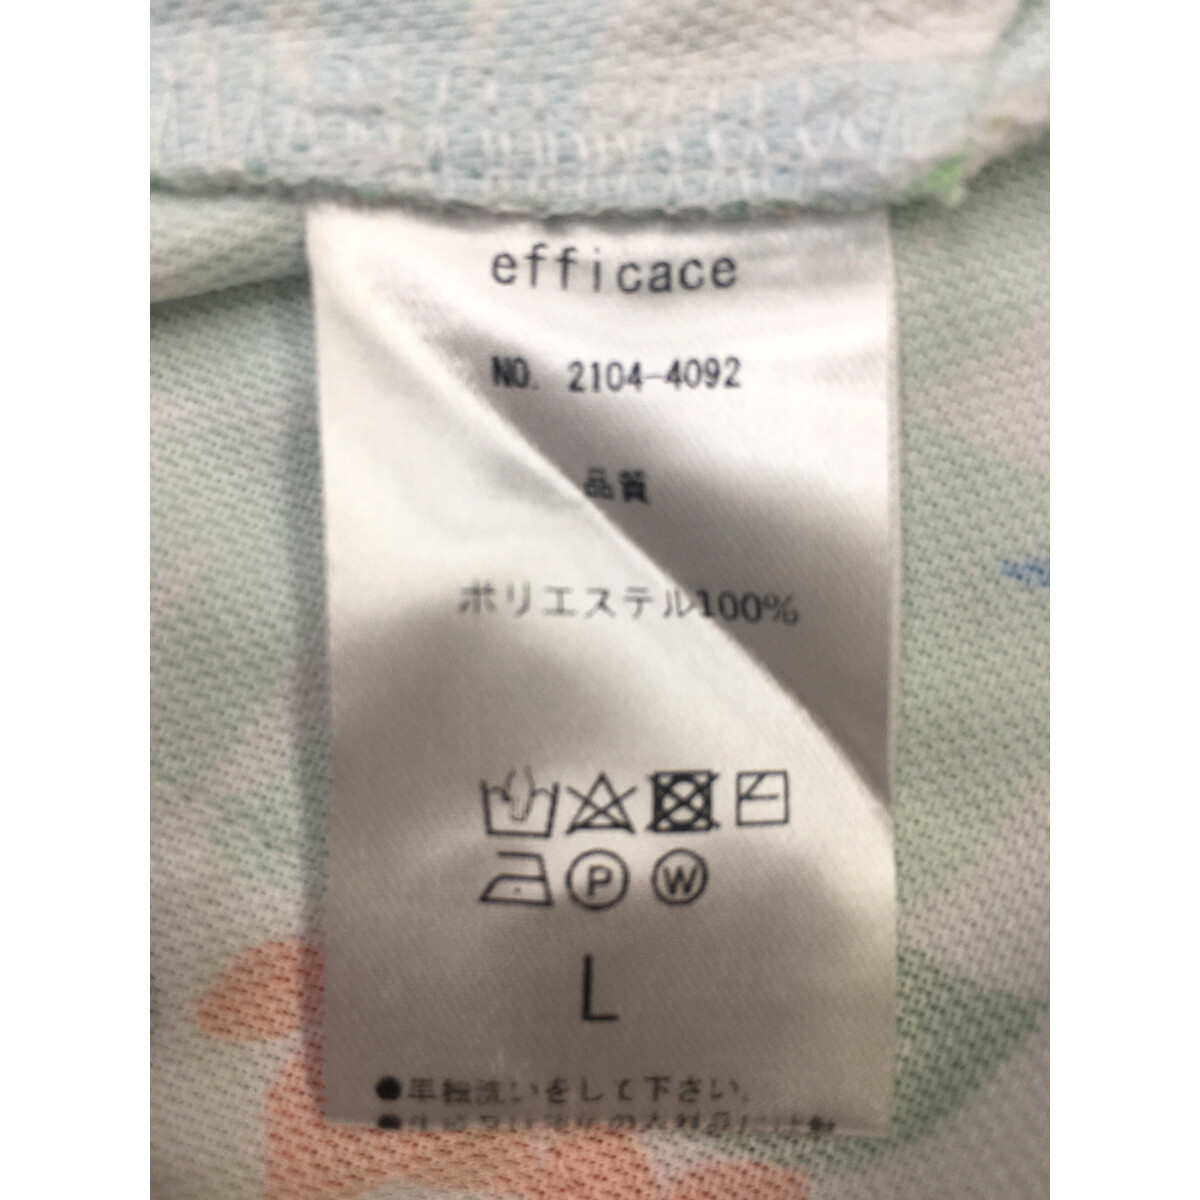 efficace
NO. 2104-4092
品質
ポリエステル100%
P W
L
●単独洗いをして下さい.